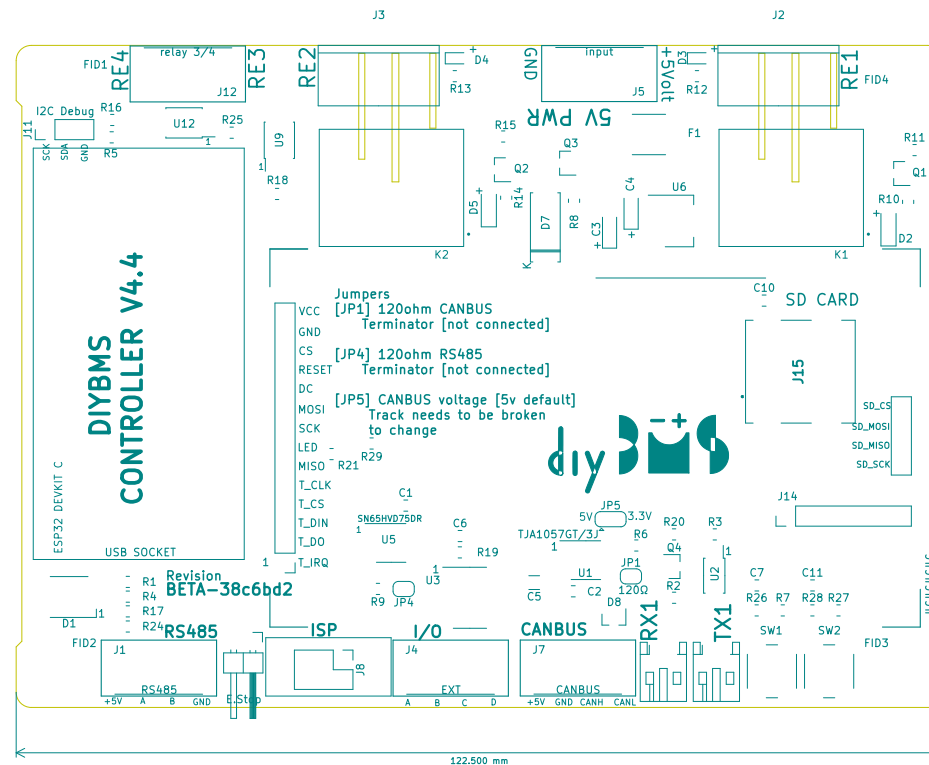 J3
J2
RE4
FID1
relay 3/4
J12
RE3
RE2
D4
+
R13
GND
input
J5
+5Volt
D3
+
R12
RE1
FID4
I2C Debug
R16
J11
SCK
SDA
GND
R5
U12
1
R25
U9
1
R18
5V PWR
F1
R15
Q2
Q3
R14
D5
+
D7
K
R8
C3
+
C4
+
U6
R11
Q1
R10
D2
+
K2
K1
DIYBMS
CONTROLLER V4.4
ESP32 DEVKIT C
USB SOCKET
VCC
GND
CS
RESET
DC
MOSI
SCK
LED
MISO
T_CLK
T_CS
T_DIN
T_DO
T_IRQ
1
Jumpers
[JP1] 120ohm CANBUS
Terminator [not connected]
[JP4] 120ohm RS485
Terminator [not connected]
[JP5] CANBUS voltage [5v default]
Track needs to be broken
to change
R21
R29
C10
SD CARD
J15
SD_CS
SD_MOSI
SD_MISO
SD_SCK
J14
diyBMS
- +
C1
SN65HVD75DR
1
U5
C6
R19
U3
1
R9
JP4
JP5
5V
3.3V
TJA1057GT/3J
1
R6
R20
R3
Q4
1
U2
U1
C2
C5
JP1
120Ω
D8
R2
C7
C11
R26
R7
R28
R27
SW1
SW2
FID3
Revision
BETA-38c6bd2
R1
R4
R17
R24
D1
J1
FID2
RS485
J1
RS485
+5V
A
B
GND
E.Stop
ISP
J8
I/O
J4
EXT
A
B
C
D
CANBUS
J7
CANBUS
+5V
GND
CANH
CANL
RX1
TX1
122.500 mm